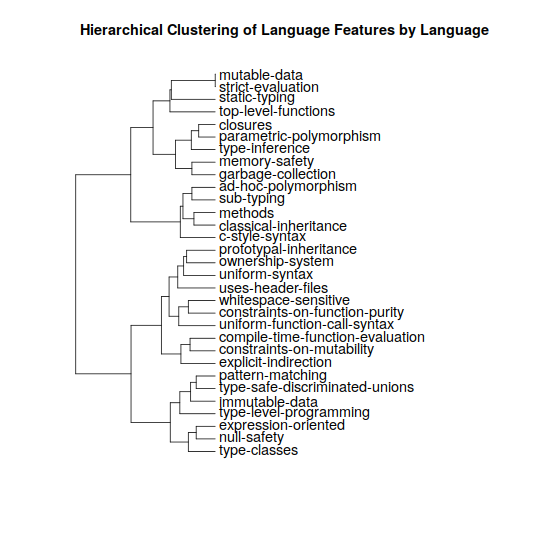 Hierarchical Clustering of Language Features by Language
mutable-data
strict-evaluation
static-typing
top-level-functions
closures
parametric-polymorphism
type-inference
memory-safety
garbage-collection
ad-hoc-polymorphism
sub-typing
methods
classical-inheritance
c-style-syntax
prototypal-inheritance
ownership-system
uniform-syntax
uses-header-files
whitespace-sensitive
constraints-on-function-purity
uniform-function-call-syntax
compile-time-function-evaluation
constraints-on-mutability
explicit-indirection
pattern-matching
type-safe-discriminated-unions
immutable-data
type-level-programming
expression-oriented
null-safety
type-classes